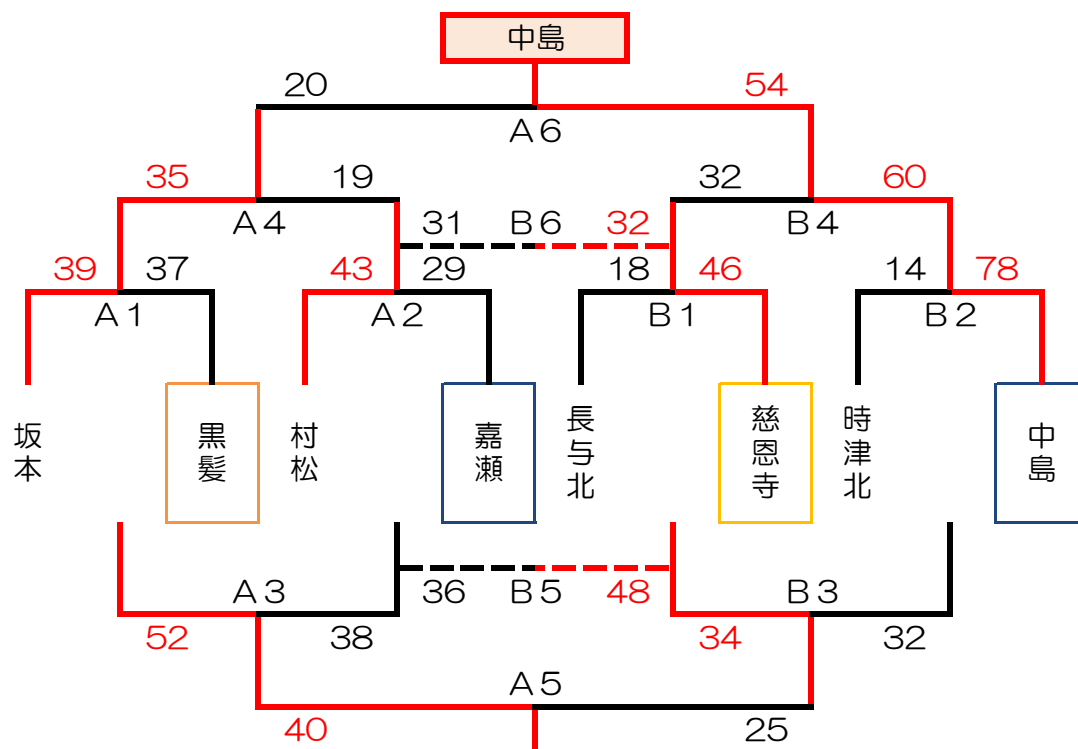 中島
20 54
A6
35 19 32 60
A4 31 B6 32 B4
39 37 43 29 18 46 14 78
A1 A2 B1 B2
坂本 黒髪 村松 嘉瀬 長与北 慈恩寺 時津北 中島
A3 36 B5 48 B3
52 38 34 32
A5
40 25